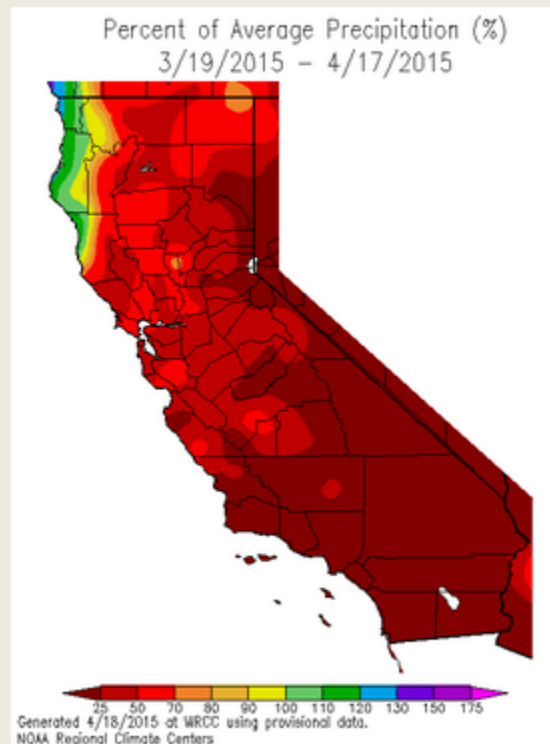 Percent of Average Precipitation (%)
3/19/2015 – 4/17/2015
25 50 70 80 90 100 110 120 130 150 175
Generated 4/18/2015 at WRCC using provisional data.
NOAA Regional Climate Centers